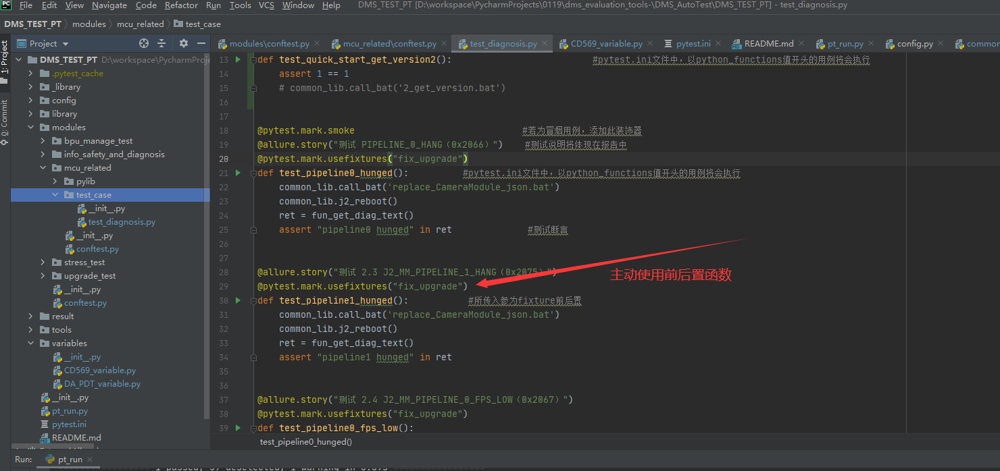 File Edit View Navigate Code Refactor Run Tools VCS Window Help DMS_TEST_PT [D:\workspace\PycharmProjects\0119\dms_evaluation_tools-\DMS_AutoTest\DMS_TEST_PT] - test_diagnosis.py
DMS_TEST_PT modules mcu_related test_case
Project
modules\conftest.py mcu_related\conftest.py test_diagnosis.py CD569_variable.py pytest.ini README.md pt_run.py config.py common
1: Project
0: Commit
DMS_TEST_PT D:\workspace\PycharmProje
.pytest_cache
_library
config
library
modules
bpu_manage_test
info_safety_and_diagnosis
mcu_related
pylib
test_case
__init__.py
test_diagnosis.py
__init__.py
conftest.py
stress_test
upgrade_test
__init__.py
conftest.py
result
tools
variables
__init__.py
CD569_variable.py
DA_PDT_variable.py
__init__.py
pt_run.py
pytest.ini
README.md
13 def test_quick_start_get_version2(): #pytest.ini文件中，以python_functions值开头的用例将会执行
14 assert 1 == 1
15 # common_lib.call_bat('2_get_version.bat')
16
17
18 @pytest.mark.smoke #若为冒烟用例，添加此装饰器
19 @allure.story("测试 PIPELINE_0_HANG（0x2066）") #测试说明将体现在报告中
20 @pytest.mark.usefixtures("fix_upgrade")
21 def test_pipeline0_hunged(): #pytest.ini文件中，以python_functions值开头的用例将会执行
22 common_lib.call_bat('replace_CameraModule_json.bat')
23 common_lib.j2_reboot()
24 ret = fun_get_diag_text()
25 assert "pipeline0 hunged" in ret #测试断言
26
27
28 @allure.story("测试 2.3 J2_MM_PIPELINE_1_HANG（0x2075）")
主动使用前后置函数
29 @pytest.mark.usefixtures("fix_upgrade")
30 def test_pipeline1_hunged(): #所传入参为fixture前后置
31 common_lib.call_bat('replace_CameraModule_json.bat')
32 common_lib.j2_reboot()
33 ret = fun_get_diag_text()
34 assert "pipeline1 hunged" in ret
35
36
37 @allure.story("测试 2.4 J2_MM_PIPELINE_0_FPS_LOW（0x2067）")
38 @pytest.mark.usefixtures("fix_upgrade")
39 def test_pipeline0_fps_low():
test_pipeline0_hunged()
Run: pt_run